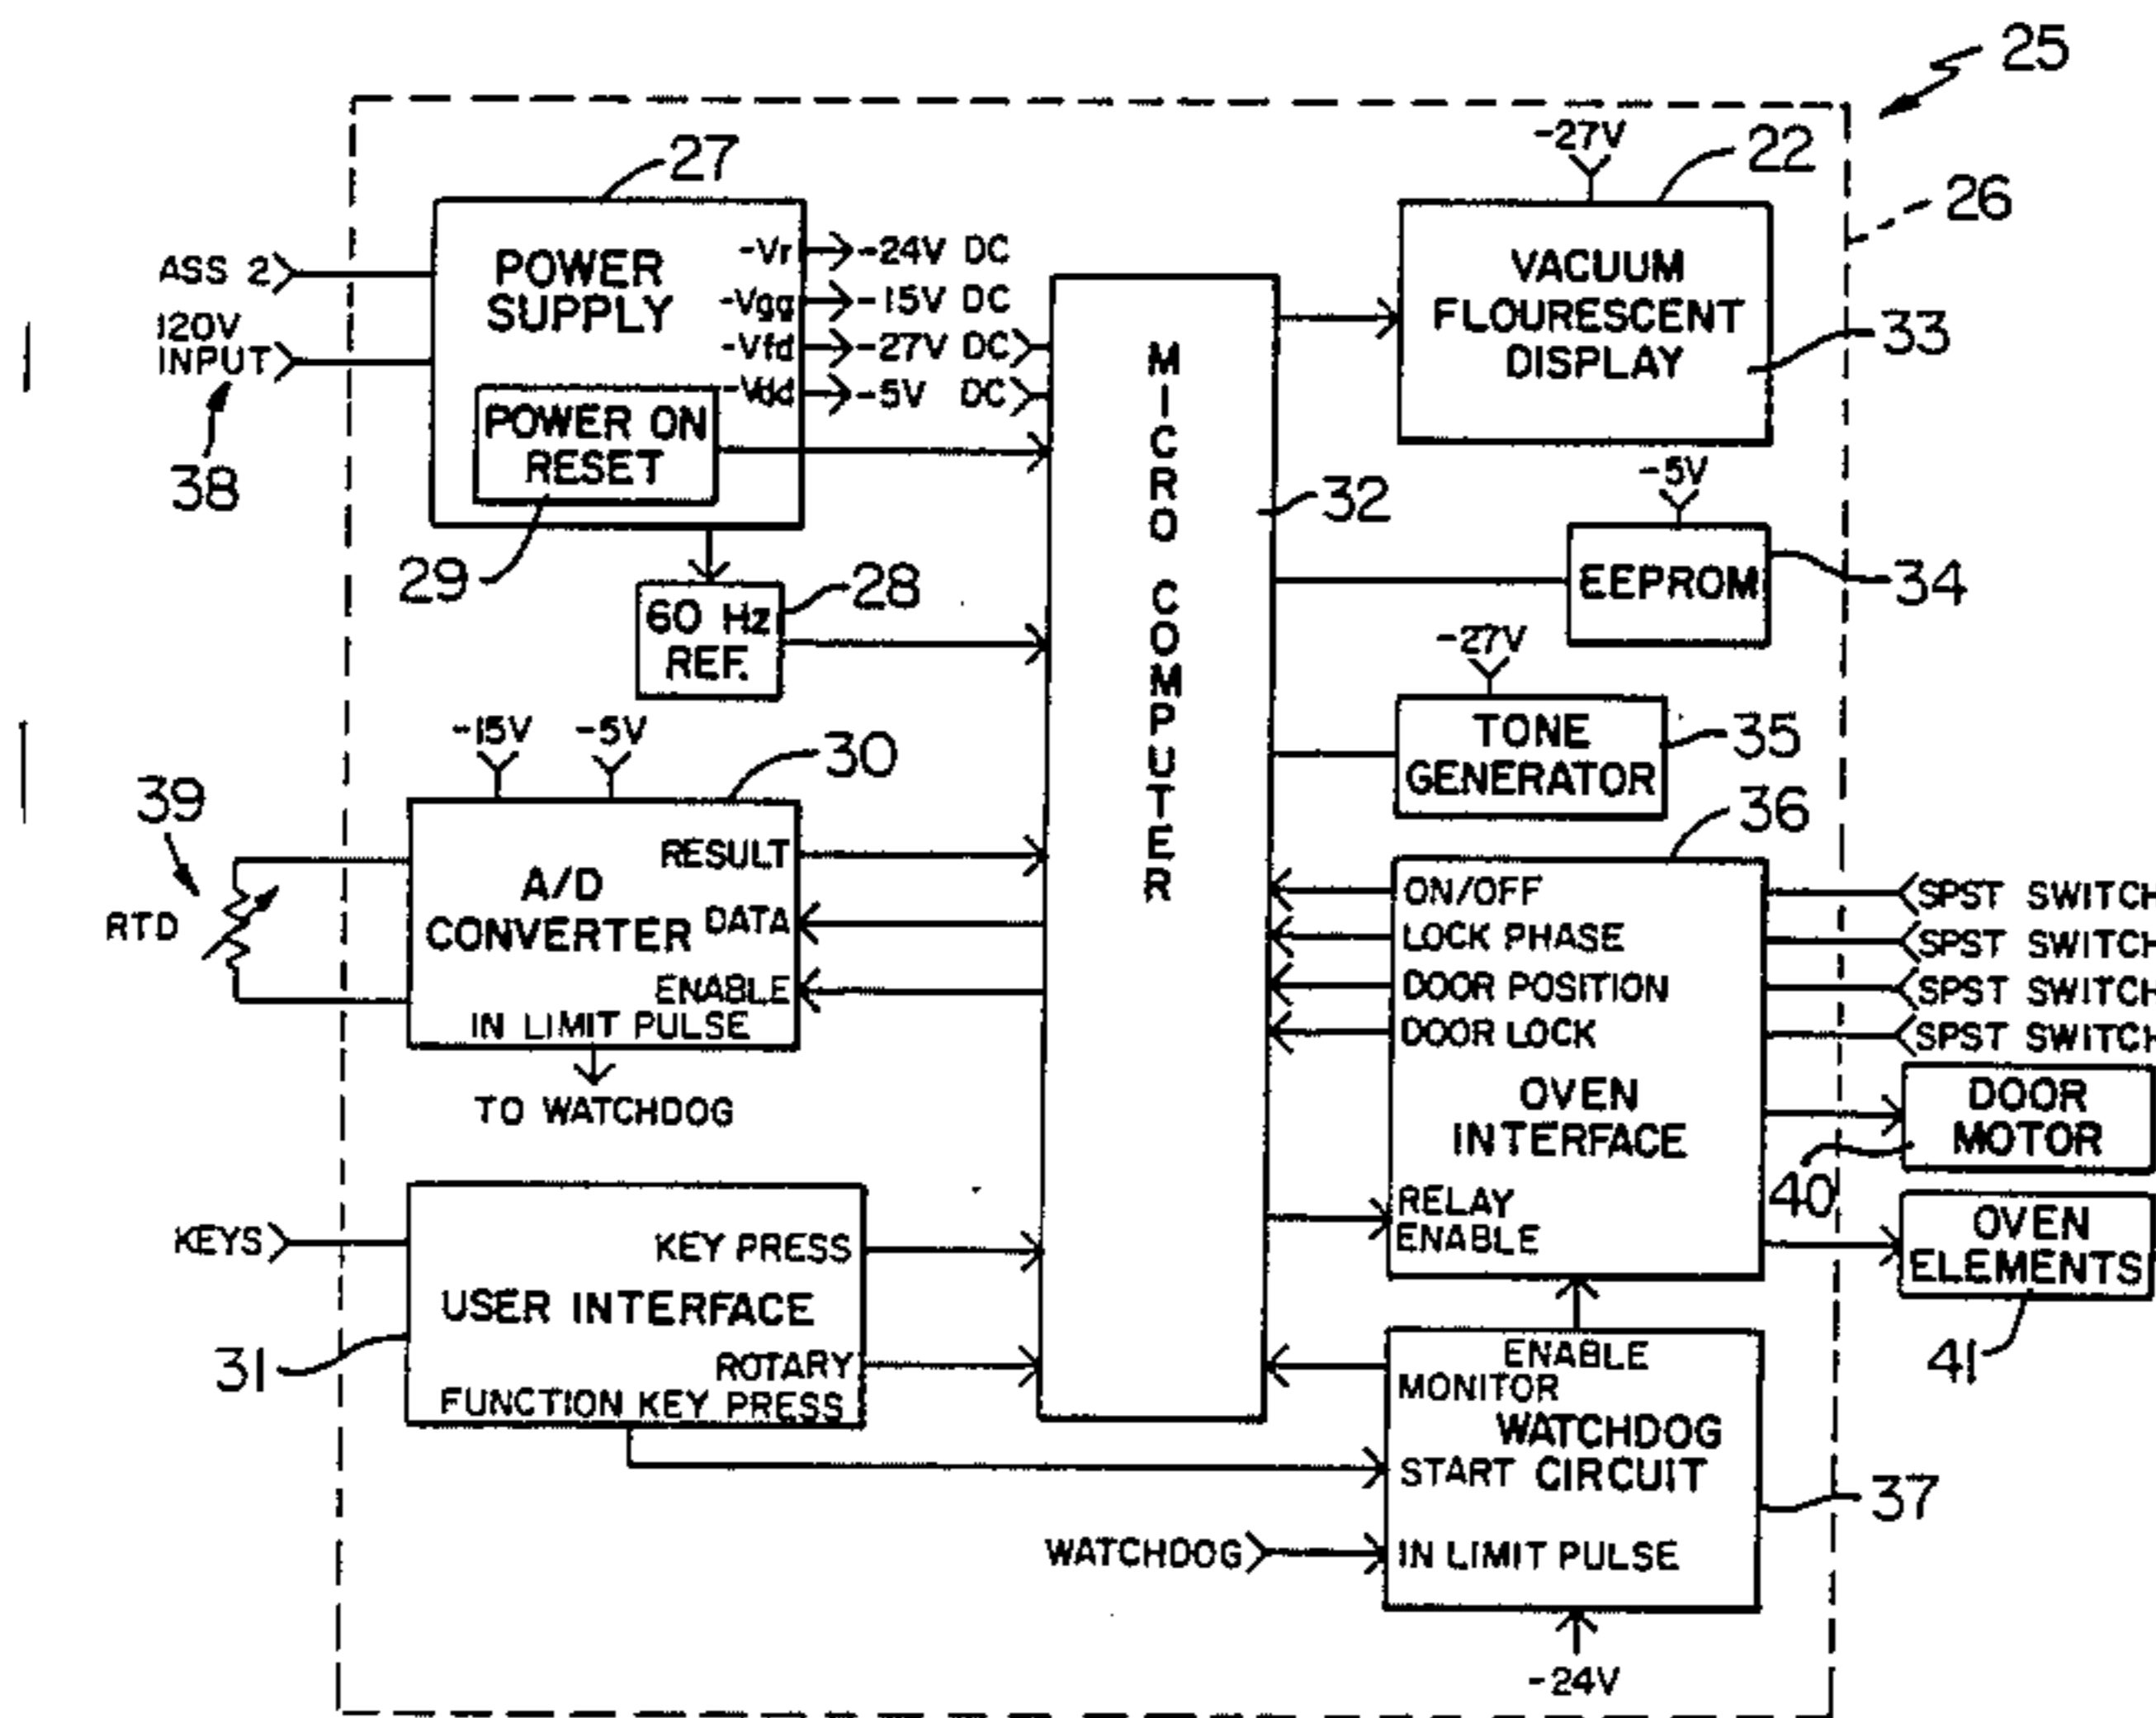 25
-27V
22
27
26
-Vr
-24V DC
ASS 2
POWER
SUPPLY
-Vgg
-15V DC
VACUUM
FLOURESCENT
DISPLAY
33
120V
INPUT
-Vfd
-27V DC
-Vdd
-5V DC
38
POWER ON
RESET
MICRO COMPUTER
32
-5V
29
28
EEPROM
34
60 Hz
REF.
-27V
-15V
-5V
30
TONE
GENERATOR
35
39
36
RTD
A/D
CONVERTER
RESULT
DATA
ENABLE
IN LIMIT PULSE
TO WATCHDOG
ON/OFF
LOCK PHASE
DOOR POSITION
DOOR LOCK
SPST SWITCH
SPST SWITCH
SPST SWITCH
SPST SWITCH
OVEN
INTERFACE
DOOR
MOTOR
40
RELAY
ENABLE
OVEN
ELEMENTS
41
KEYS
KEY PRESS
USER INTERFACE
31
ROTARY
FUNCTION KEY PRESS
ENABLE
MONITOR
WATCHDOG
START CIRCUIT
37
WATCHDOG
IN LIMIT PULSE
-24V